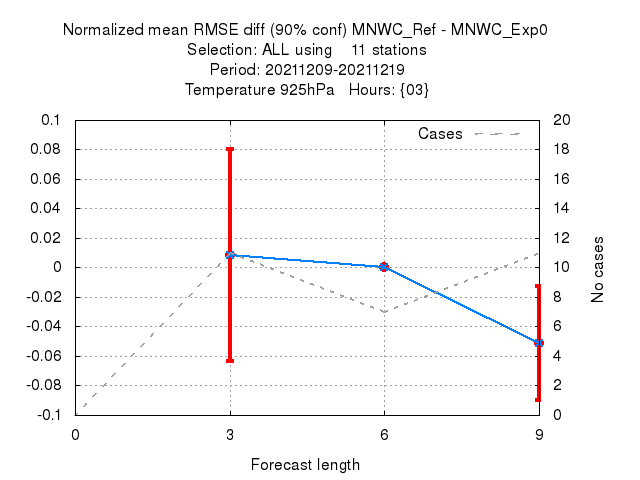 Normalized mean RMSE diff (90% conf) MNWC_Ref - MNWC_Exp0
Selection: ALL using    11 stations
Period: 20211209-20211219
Temperature 925hPa   Hours: {03}
Cases
0.1
0.08
0.06
0.04
0.02
0
-0.02
-0.04
-0.06
-0.08
-0.1
20
18
16
14
12
10
8
6
4
2
0
No cases
0 3 6 9
Forecast length